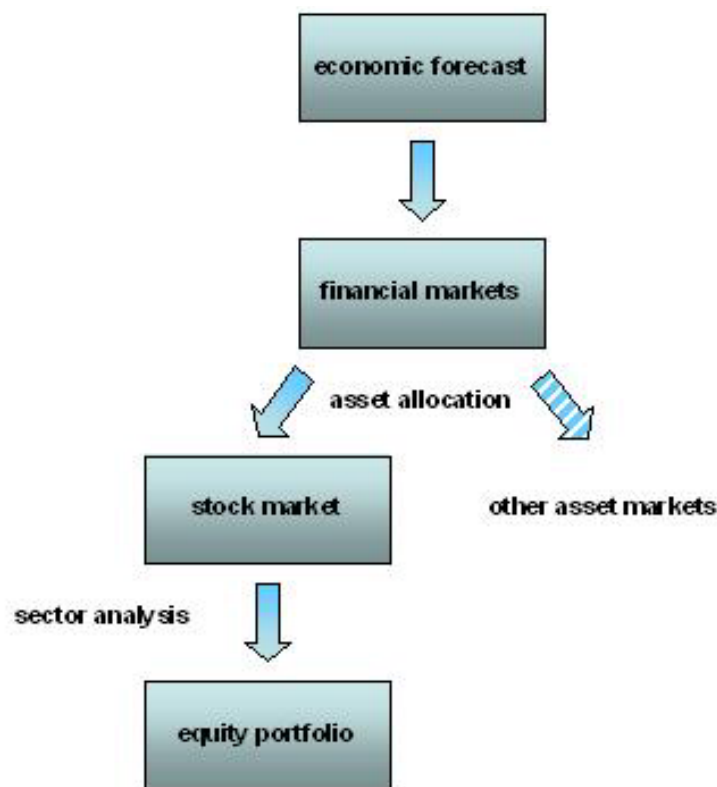 economic forecast
financial markets
asset allocation
stock market
other asset markets
sector analysis
equity portfolio